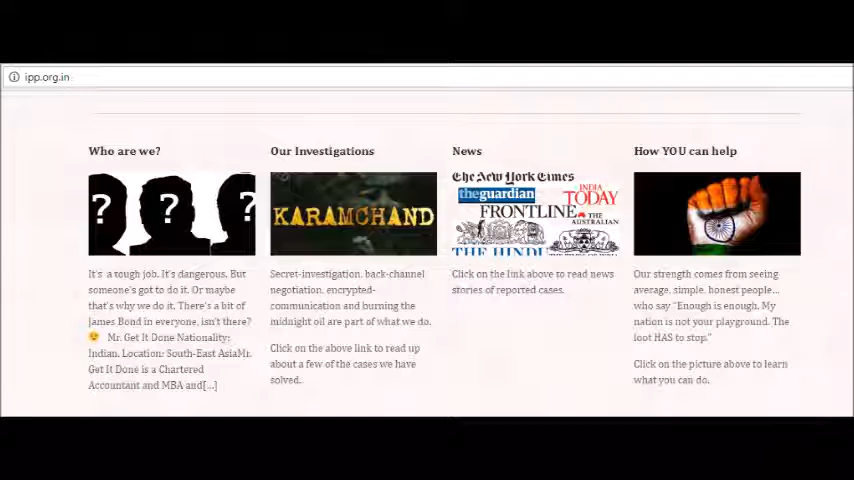 ipp.org.in
Who are we?
? ? ?
It's a tough job. It's dangerous. But
someone's got to do it. Or maybe
that's why we do it. There's a bit of
James Bond in everyone, isn't there?
Mr. Get It Done Nationality:
Indian. Location: South-East AsiaMr.
Get It Done is a Chartered
Accountant and MBA and[...]
Our Investigations
KARAMCHAND
Secret-investigation, back-channel
negotiation, encrypted-
communication and burning the
midnight oil are part of what we do.
Click on the above link to read up
about a few of the cases we have
solved.
News
The New York Times
theguardian
INDIA
TODAY
FRONTLINE
THE
AUSTRALIAN
THE HINDU
Click on the link above to read news
stories of reported cases.
How YOU can help
Our strength comes from seeing
average, simple, honest people...
who say "Enough is enough. My
nation is not your playground. The
loot HAS to stop."
Click on the picture above to learn
what you can do.